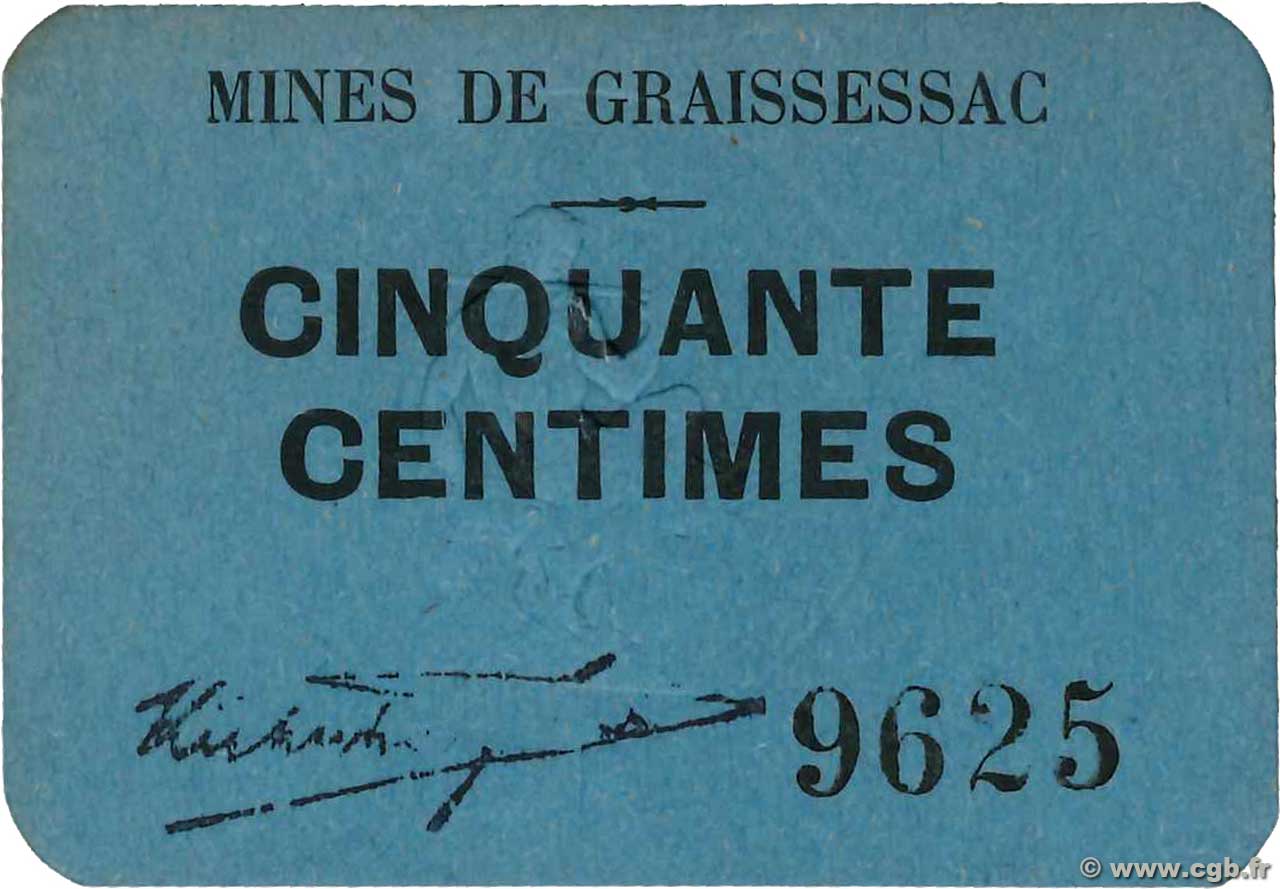 MINES DE GRAISSESSAC
CINQUANTE
CENTIMES
9625
© www.cgb.fr